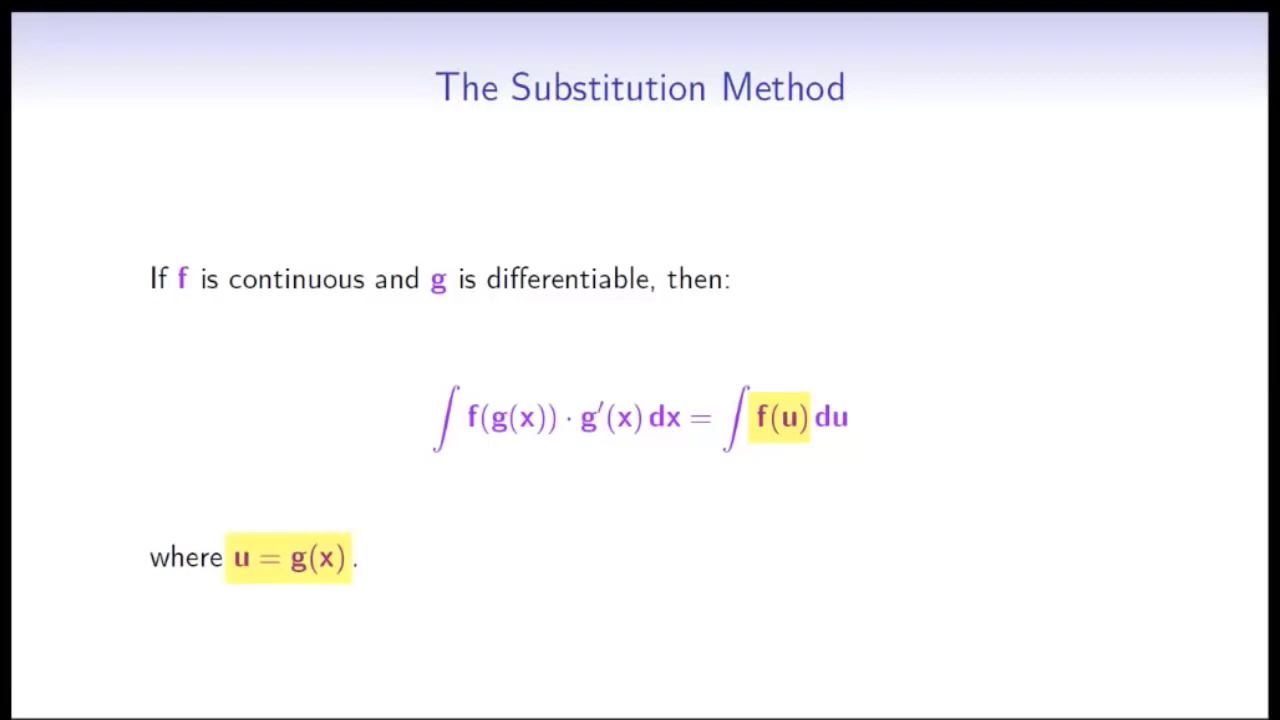 The Substitution Method
If f is continuous and g is differentiable, then:
∫ f(g(x)) · g′(x) dx = ∫ f(u) du
where u = g(x).